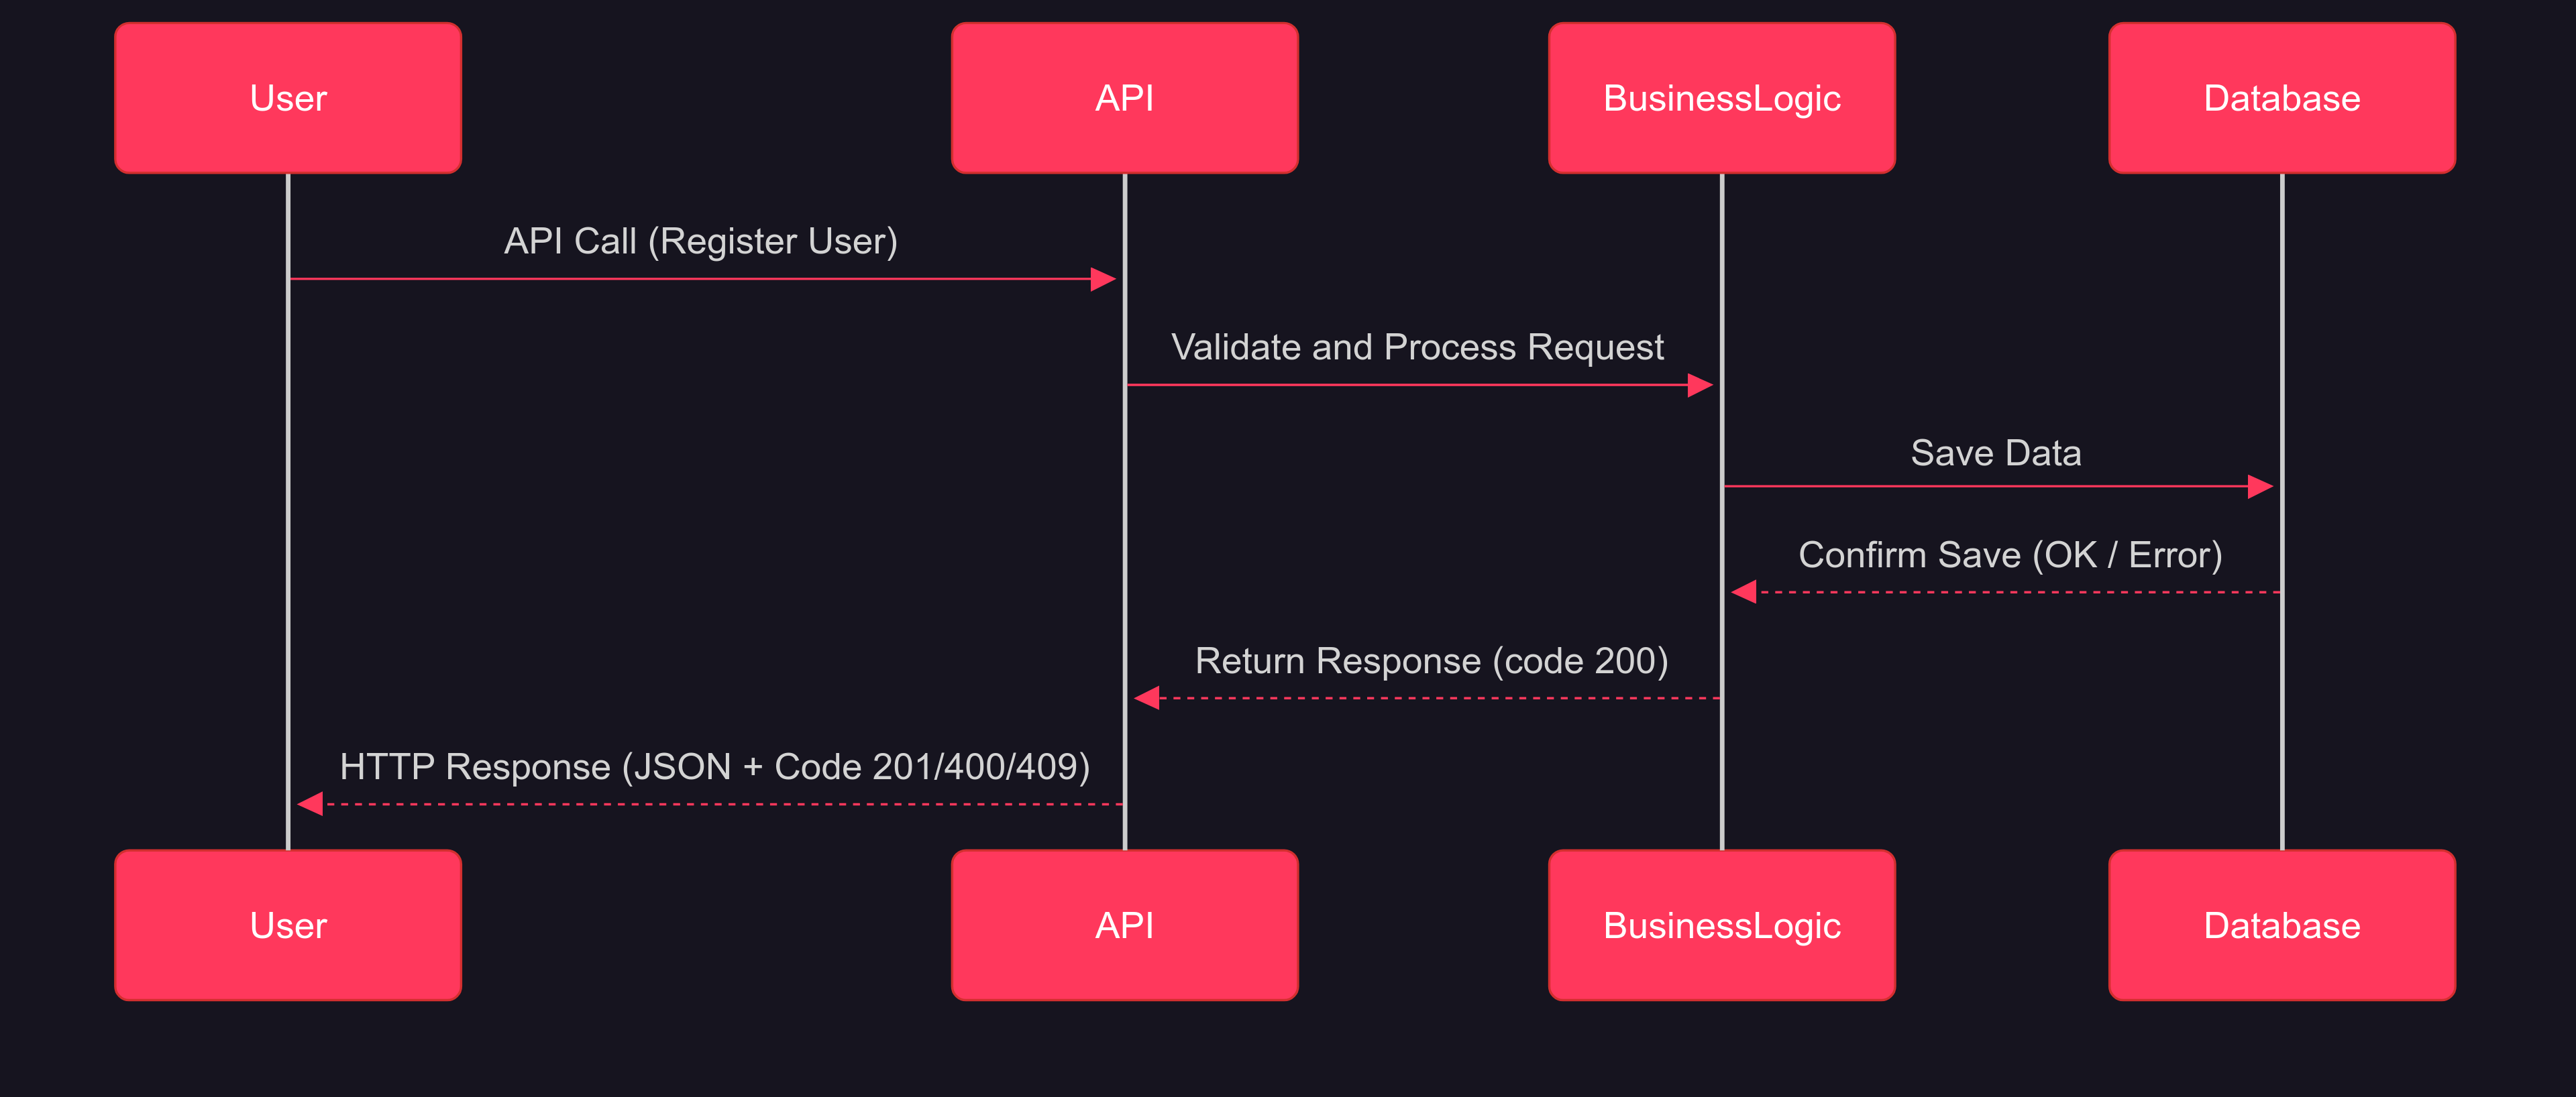 User
API
BusinessLogic
Database
API Call (Register User)
Validate and Process Request
Save Data
Confirm Save (OK / Error)
Return Response (code 200)
HTTP Response (JSON + Code 201/400/409)
User
API
BusinessLogic
Database